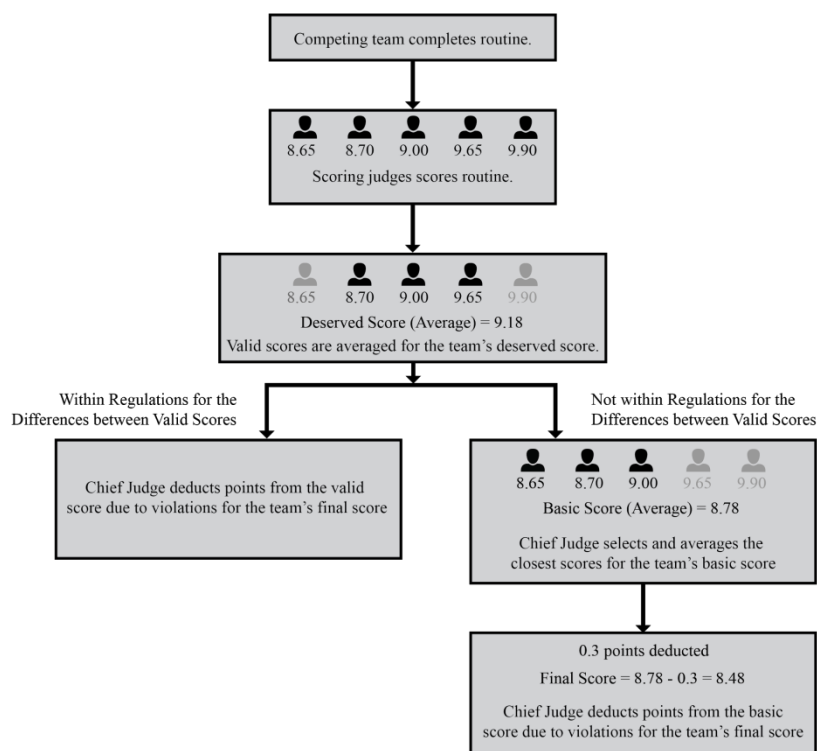 Competing team completes routine.
8.65 8.70 9.00 9.65 9.90
Scoring judges scores routine.
8.65 8.70 9.00 9.65 9.90
Deserved Score (Average) = 9.18
Valid scores are averaged for the team's deserved score.
Within Regulations for the
Differences between Valid Scores
Chief Judge deducts points from the valid
score due to violations for the team's final score
Not within Regulations for the
Differences between Valid Scores
8.65 8.70 9.00 9.65 9.90
Basic Score (Average) = 8.78
Chief Judge selects and averages the
closest scores for the team's basic score
0.3 points deducted
Final Score = 8.78 - 0.3 = 8.48
Chief Judge deducts points from the basic
score due to violations for the team's final score